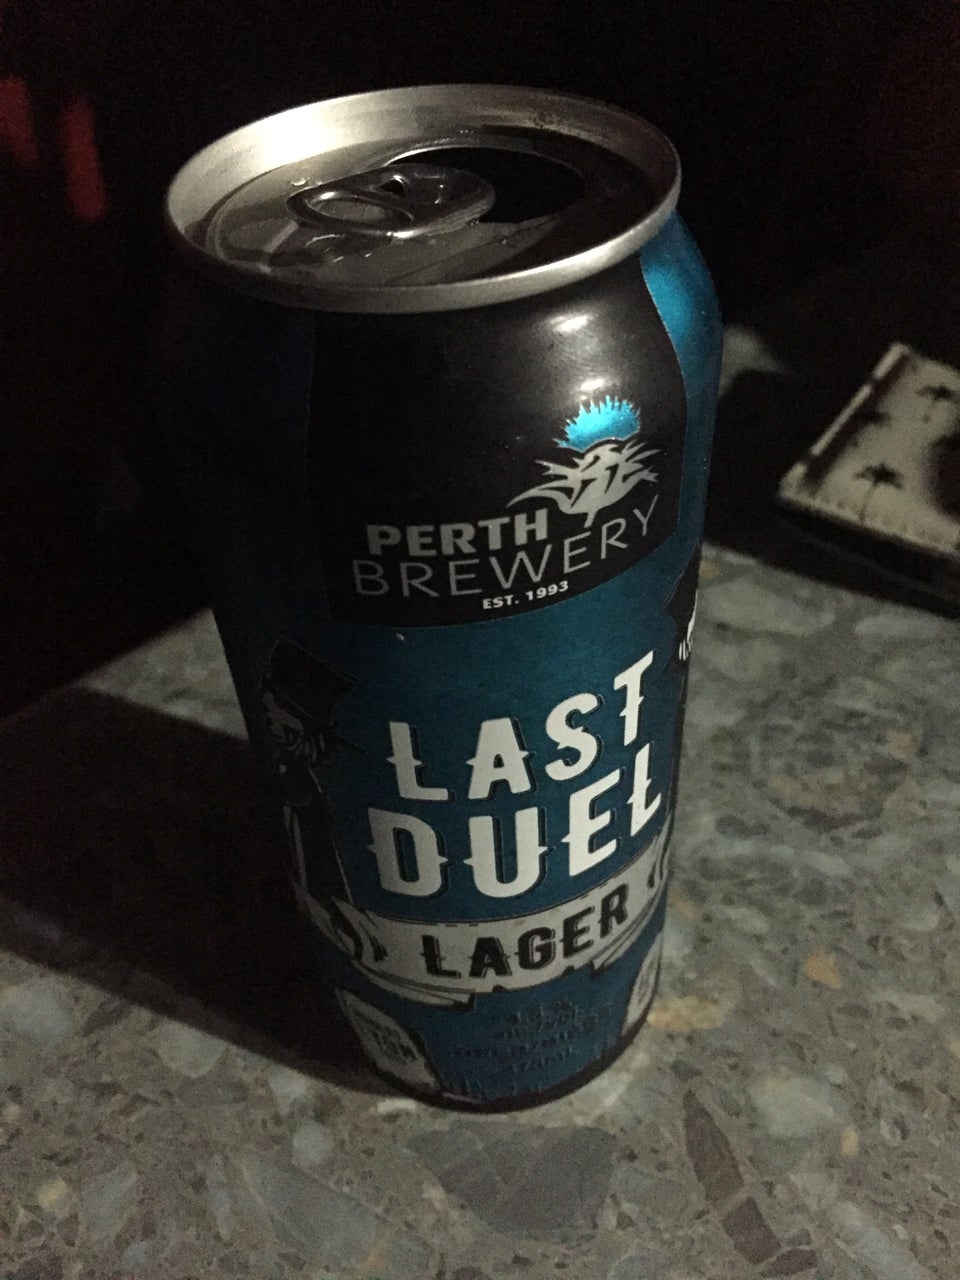 PERTH
BREWERY
EST. 1993
LAST
DUEL
LAGER